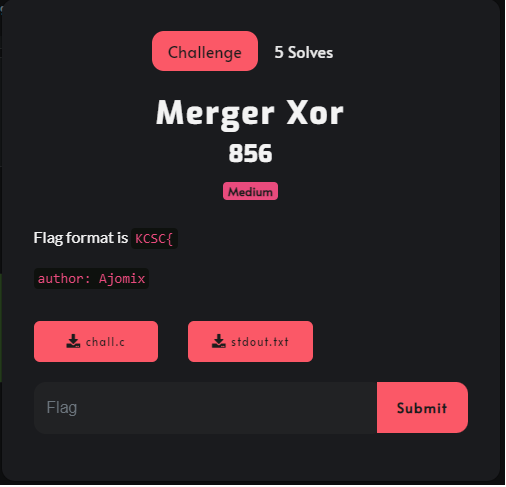 Challenge 5 Solves
Merger Xor
856
Medium
Flag format is KCSC{
author: Ajomix
chall.c stdout.txt
Flag Submit